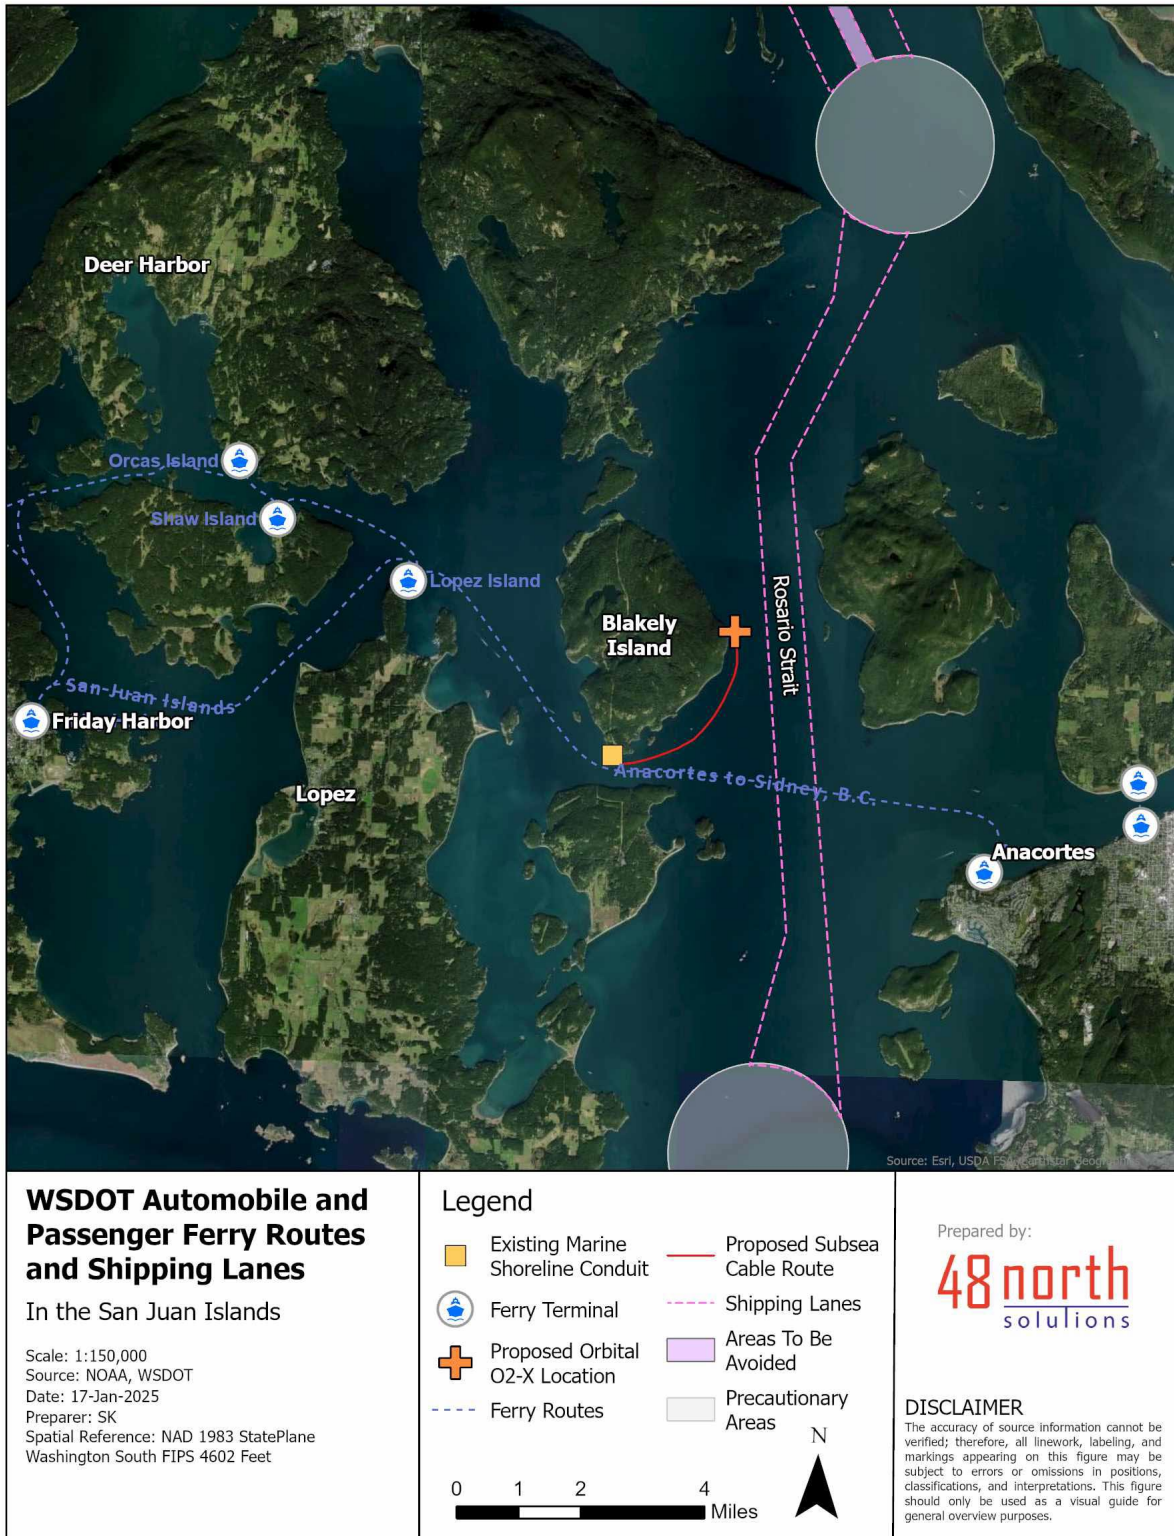 Deer Harbor
Orcas Island
Shaw Island
Lopez Island
Blakely
Island
Rosario Strait
San Juan Islands
Friday Harbor
Anacortes to Sidney, B.C.
Lopez
Anacortes
Source: Esri, USDA FSA
WSDOT Automobile and
Passenger Ferry Routes
and Shipping Lanes
In the San Juan Islands
Scale: 1:150,000
Source: NOAA, WSDOT
Date: 17-Jan-2025
Preparer: SK
Spatial Reference: NAD 1983 StatePlane
Washington South FIPS 4602 Feet
Legend
Existing Marine
Shoreline Conduit
Ferry Terminal
Proposed Orbital
O2-X Location
Ferry Routes
Proposed Subsea
Cable Route
Shipping Lanes
Areas To Be
Avoided
Precautionary
Areas
N
0 1 2 4
Miles
Prepared by:
48 north
solutions
DISCLAIMER
The accuracy of source information cannot be
verified; therefore, all linework, labeling, and
markings appearing on this figure may be
subject to errors or omissions in positions,
classifications, and interpretations. This figure
should only be used as a visual guide for
general overview purposes.